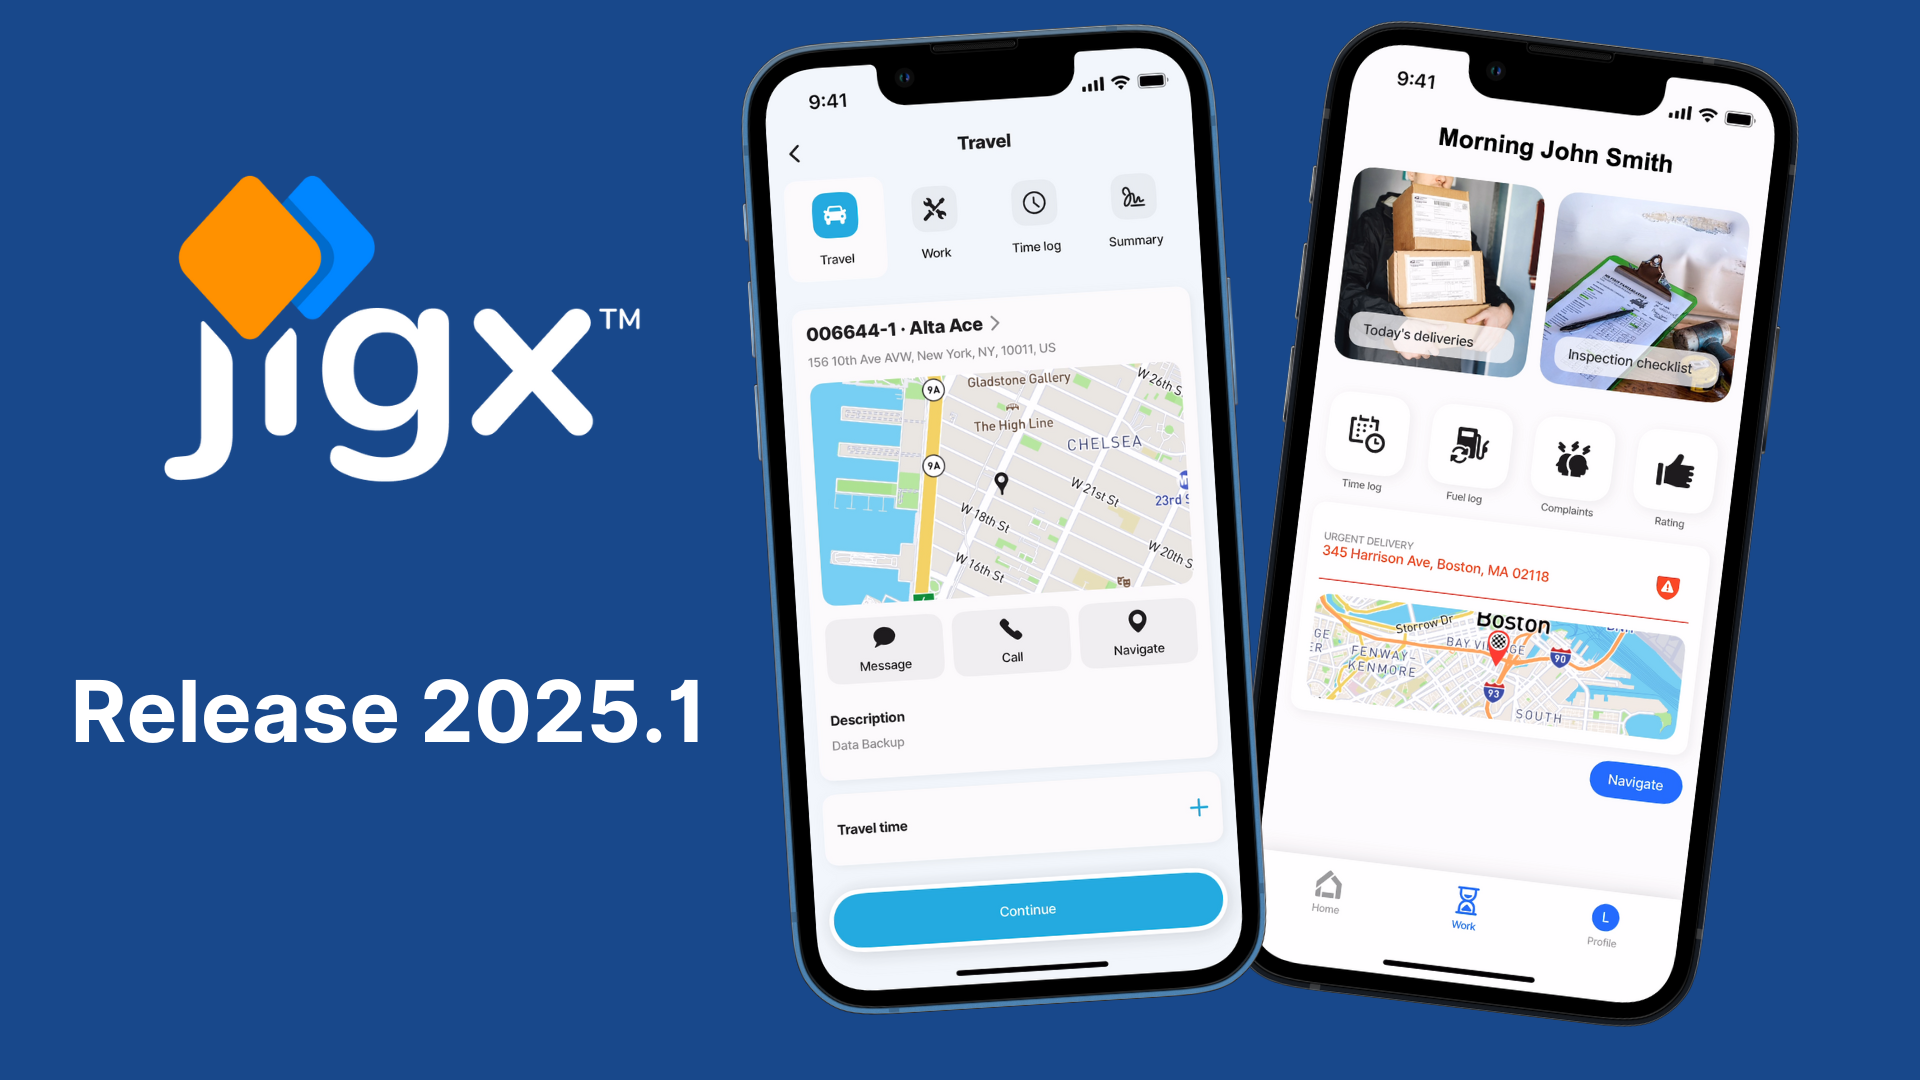 jigx™
Release 2025.1
9:41
Travel
Travel
Work
Time log
Summary
006644-1 · Alta Ace
156 10th Ave AVW, New York, NY, 10011, US
9A
Gladstone Gallery
W 26th S
The High Line
CHELSEA
9A
W 21st St
23rd S
W 18th St
W 20th S
W 16th St
Message
Call
Navigate
Description
Data Backup
Travel time
Continue
9:41
Morning John Smith
Today's deliveries
Inspection checklist
Time log
Fuel log
Complaints
Rating
URGENT DELIVERY
345 Harrison Ave, Boston, MA 02118
Storrow Dr
Boston
GE
ER
FENWAY-
KENMORE
BAY VI GE
90
93
SOUTH
Navigate
Home
Work
L
Profile